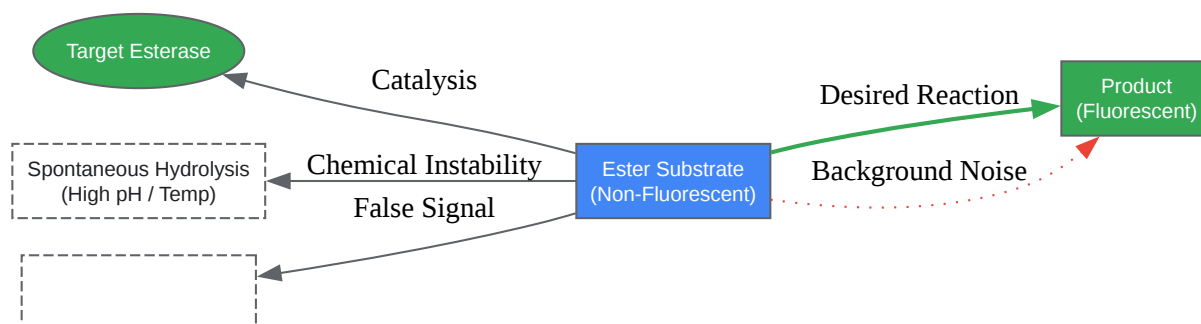 Target Esterase
Catalysis
Desired Reaction
Product
(Fluorescent)
Spontaneous Hydrolysis
(High pH / Temp)
Chemical Instability
Ester Substrate
(Non-Fluorescent)
Background Noise
False Signal